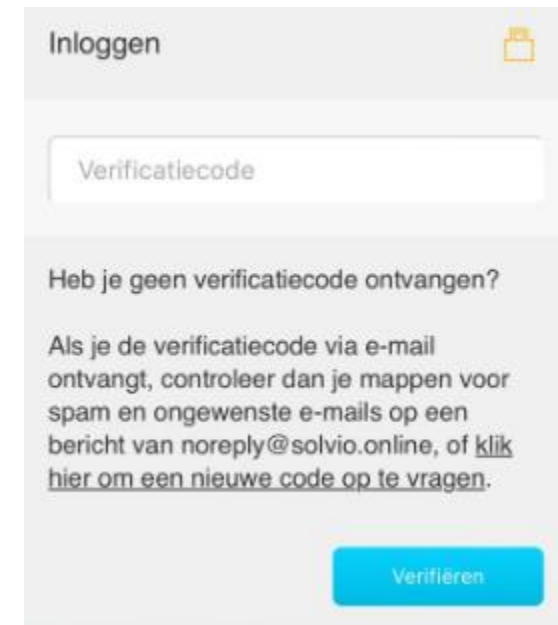 Inloggen
Verificatiecode
Heb je geen verificatiecode ontvangen?
Als je de verificatiecode via e-mail
ontvangt, controleer dan je mappen voor
spam en ongewenste e-mails op een
bericht van noreply@solvio.online, of klik
hier om een nieuwe code op te vragen.
Verifiëren